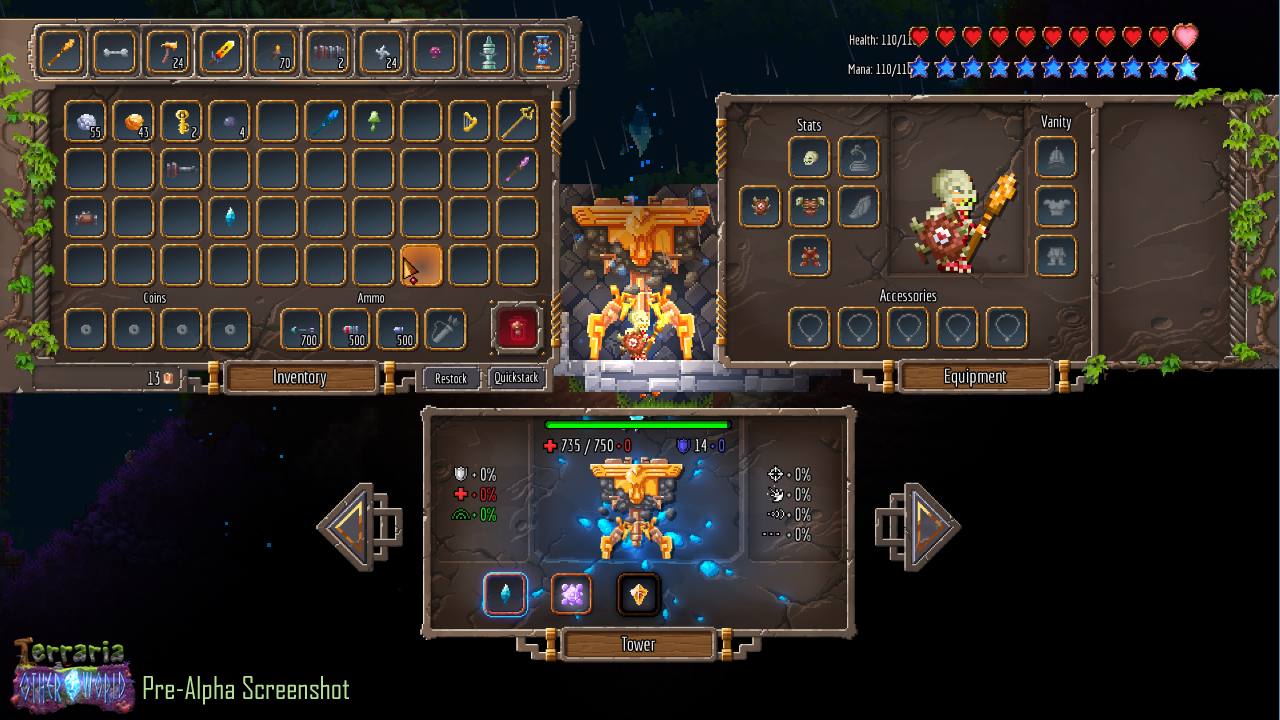 24
70
2
24
Health: 110/11
Mana: 110/110
55
43
2
4
Stats
Vanity
Coins
Ammo
Accessories
700
500
500
13
Inventory
Restock
Quickstack
Equipment
735 / 750 + 0
14 + 0
+ 0%
+ 0%
+ 0%
+ 0%
+ 0%
+ 0%
+ 0%
Tower
Terraria
OTHERWORLD
Pre-Alpha Screenshot